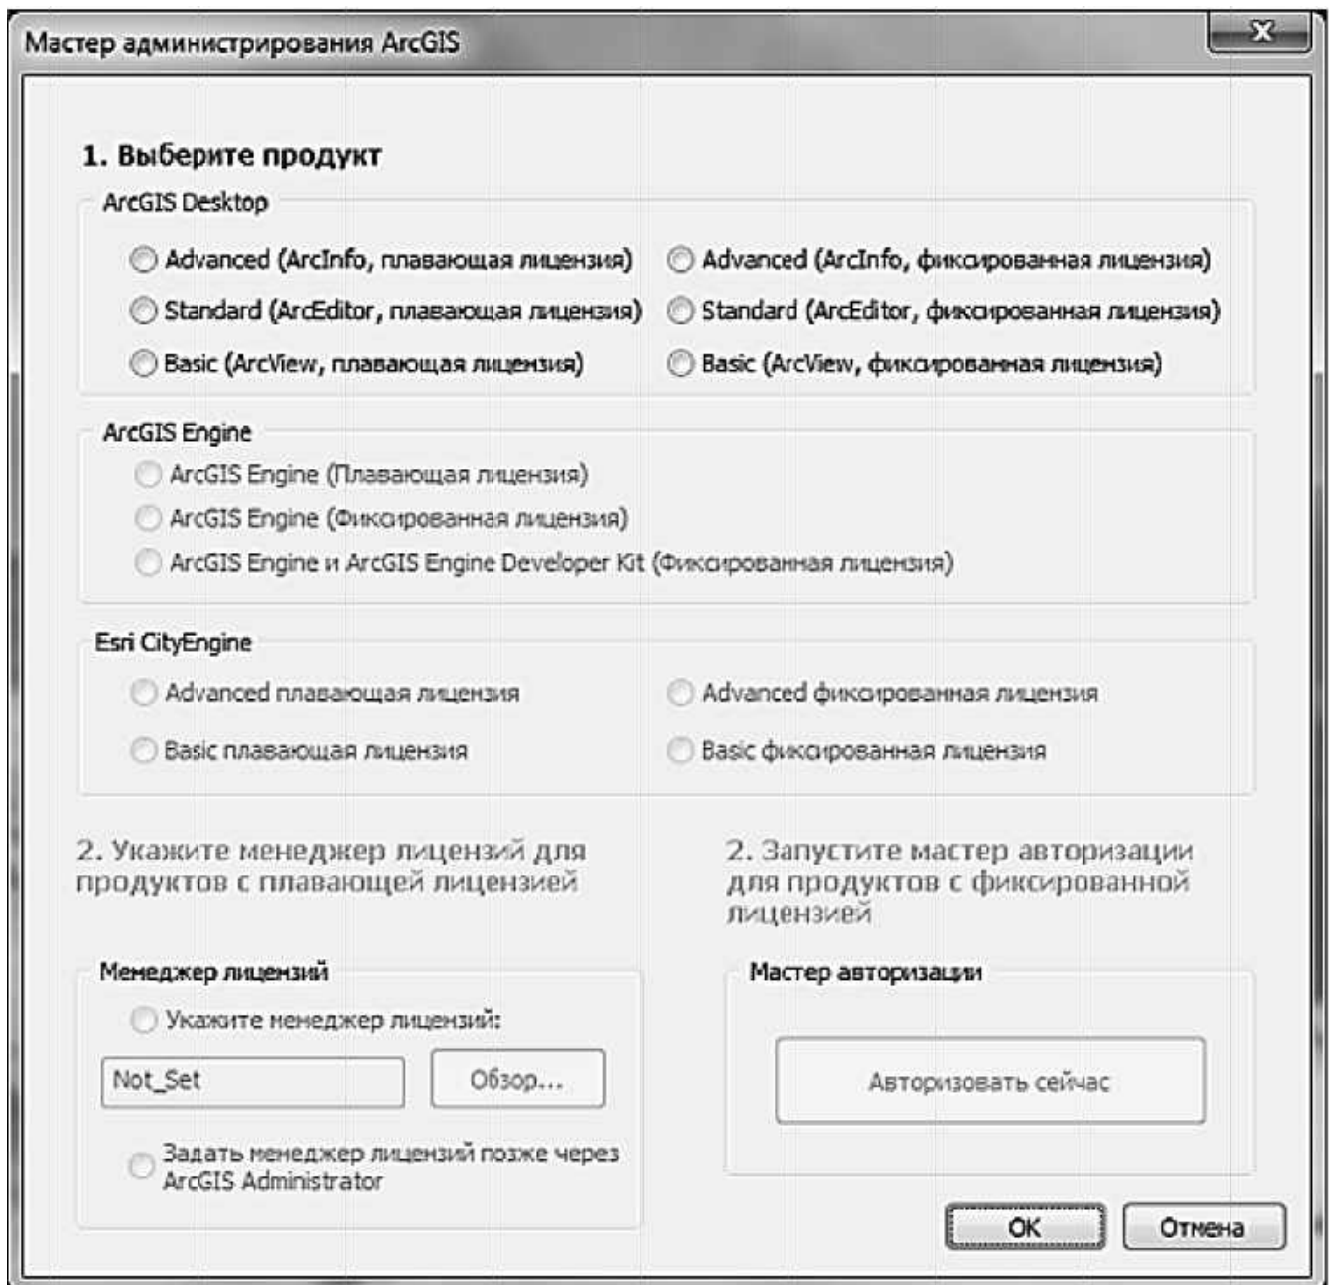 Мастер администрирования ArcGIS
1. Выберите продукт
ArcGIS Desktop
Advanced (ArcInfo, плавающая лицензия)
Advanced (ArcInfo, фиксированная лицензия)
Standard (ArcEditor, плавающая лицензия)
Standard (ArcEditor, фиксированная лицензия)
Basic (ArcView, плавающая лицензия)
Basic (ArcView, фиксированная лицензия)
ArcGIS Engine
ArcGIS Engine (Плавающая лицензия)
ArcGIS Engine (Фиксированная лицензия)
ArcGIS Engine и ArcGIS Engine Developer Kit (Фиксированная лицензия)
Esri CityEngine
Advanced плавающая лицензия
Advanced фиксированная лицензия
Basic плавающая лицензия
Basic фиксированная лицензия
2. Укажите менеджер лицензий для
продуктов с плавающей лицензией
2. Запустите мастер авторизации
для продуктов с фиксированной
лицензией
Менеджер лицензий
Укажите менеджер лицензий:
Not_Set
Обзор...
Задать менеджер лицензий позже через
ArcGIS Administrator
Мастер авторизации
Авторизовать сейчас
OK
Отмена